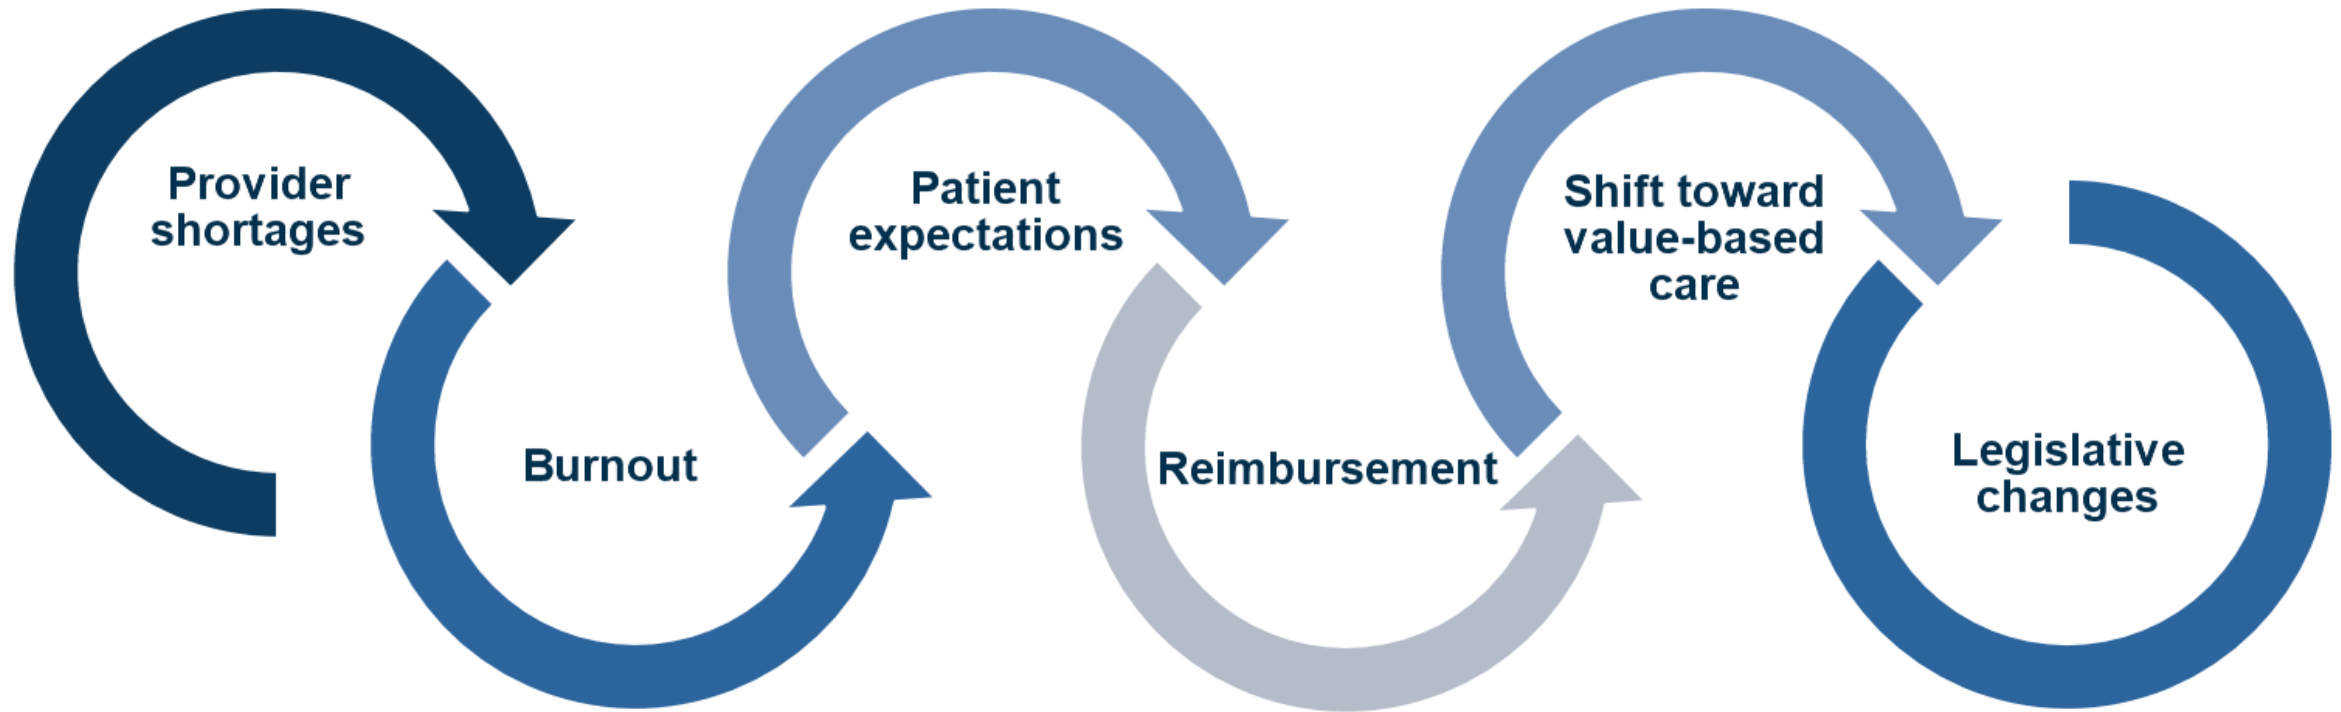 Provider
shortages
Burnout
Patient
expectations
Reimbursement
Shift toward
value-based
care
Legislative
changes